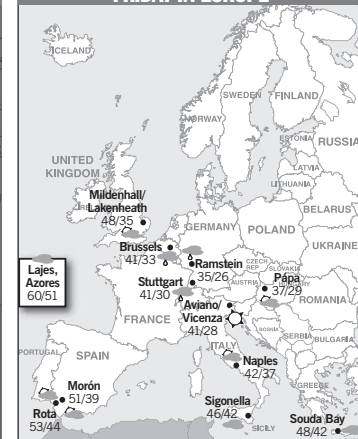 FRIDAY IN EUROPE
ICELAND
SWEDEN
FINLAND
NORWAY
ESTONIA
RUSSIA
LATVIA
LITHUANIA
UNITED
KINGDOM
Mildenhall/
Lakenheath
48/35
BELARUS
GERMANY
POLAND
Brussels
41/33
UKRAINE
Ramstein
35/26
CZECH
REP
SLOVAKIA
Lajes,
Azores
60/51
Stuttgart
41/30
AUSTRIA
Pápa
37/29
HUNGARY
ROMANIA
Aviano/
Vicenza
41/28
FRANCE
BOSNIA
SERBIA
BULGARIA
ITALY
PORTUGAL
SPAIN
Naples
42/37
Morón
51/39
GREECE
Rota
53/44
Sigonella
46/42
SICILY
Souda Bay
48/42